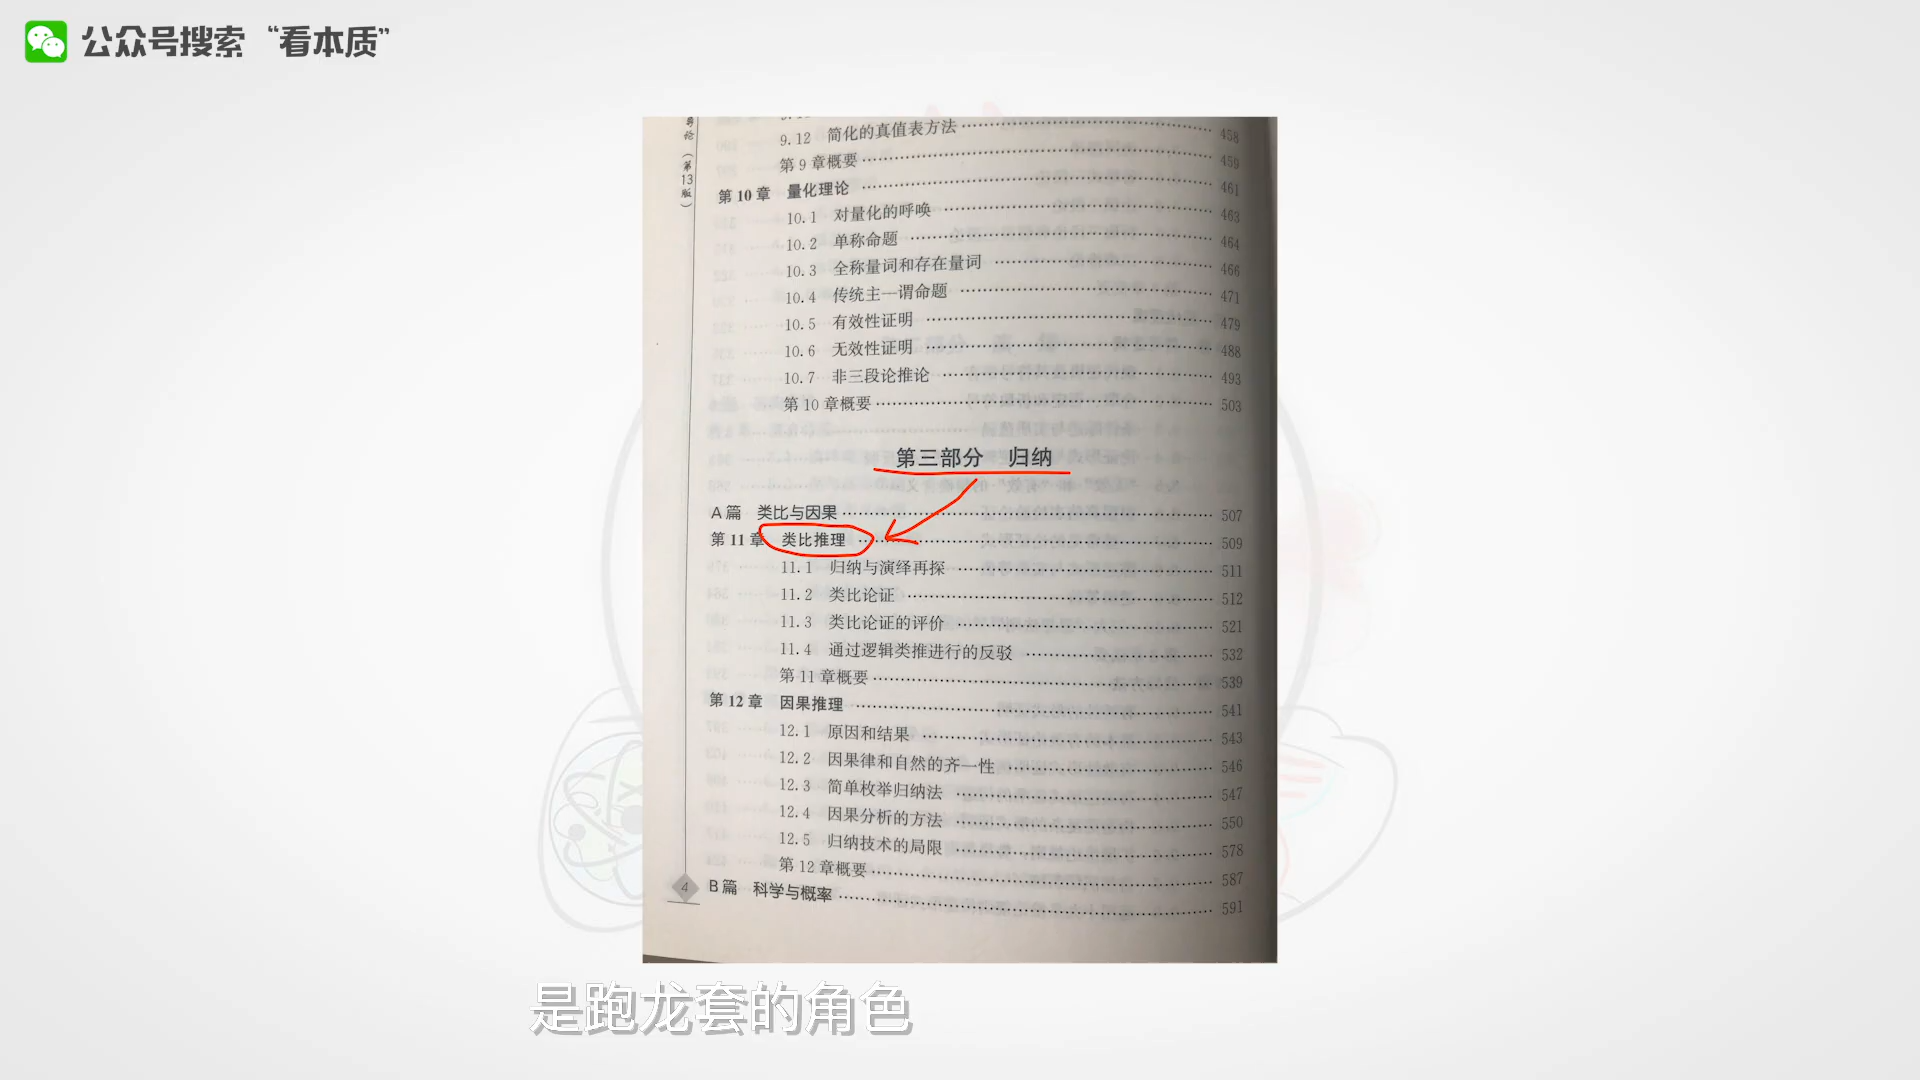 公众号搜索“看本质”
导论（第13版）
9.12 简化的真值表方法 458
第9章概要 459
第10章 量化理论 461
10.1 对量化的呼唤 463
10.2 单称命题 464
10.3 全称量词和存在量词 466
10.4 传统主—谓命题 471
10.5 有效性证明 479
10.6 无效性证明 488
10.7 非三段论推论 493
第10章概要 503
第三部分 归纳
A篇 类比与因果 507
第11章 类比推理 509
11.1 归纳与演绎再探 511
11.2 类比论证 512
11.3 类比论证的评价 521
11.4 通过逻辑类推进行的反驳 532
第11章概要 539
第12章 因果推理 541
12.1 原因和结果 543
12.2 因果律和自然的齐一性 546
12.3 简单枚举归纳法 547
12.4 因果分析的方法 550
12.5 归纳技术的局限 578
第12章概要 587
B篇 科学与概率 591
4
是跑龙套的角色